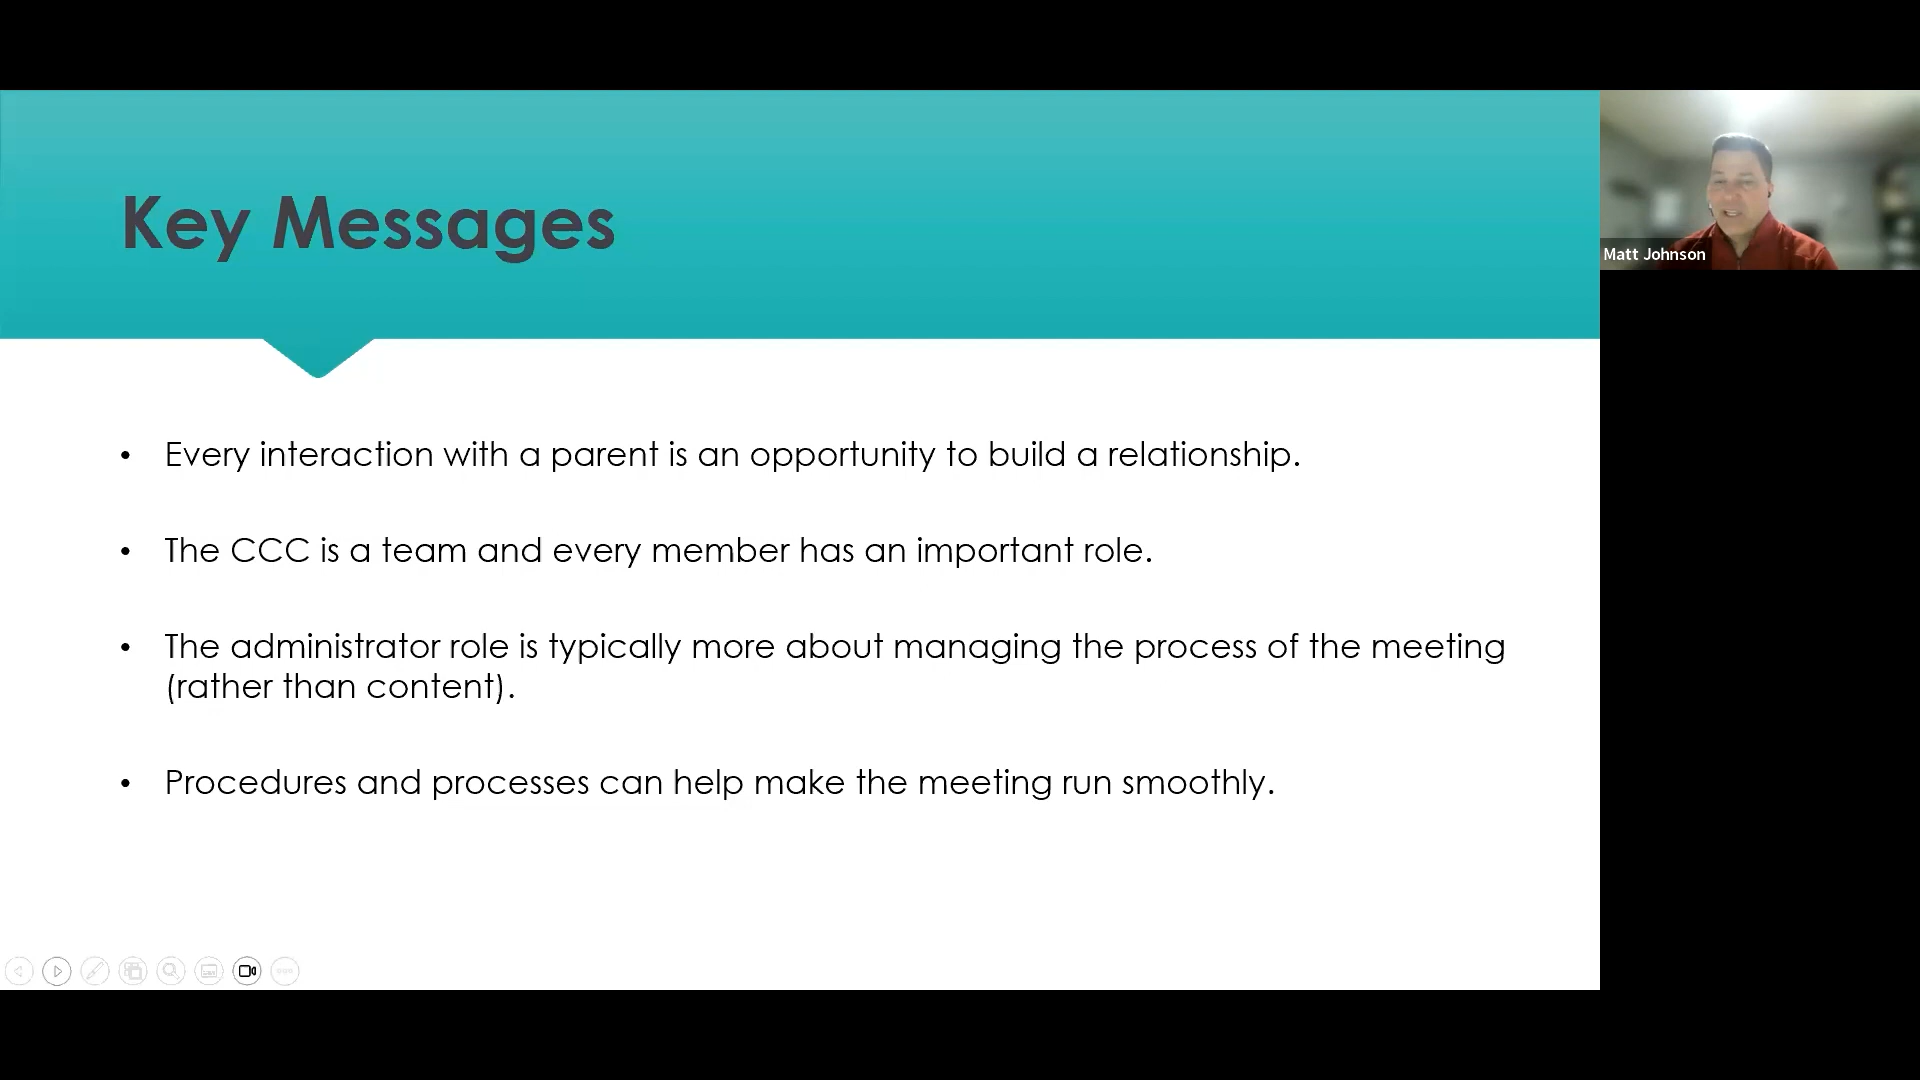 Key Messages
Matt Johnson
• Every interaction with a parent is an opportunity to build a relationship.
• The CCC is a team and every member has an important role.
• The administrator role is typically more about managing the process of the meeting
(rather than content).
• Procedures and processes can help make the meeting run smoothly.